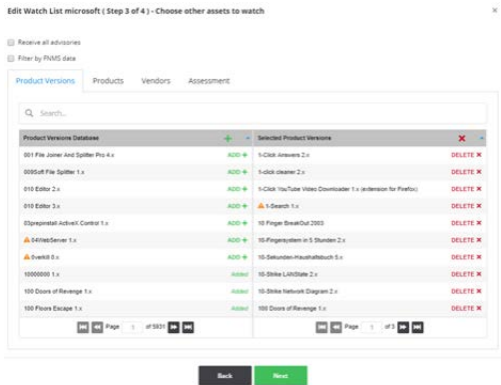 Edit Watch List microsoft ( Step 3 of 4 ) - Choose other assets to watch ×
Receive all advisories
Filter by FNMS data
Product Versions Products Vendors Assessment
Search..
Product Versions Database + Selected Product Versions ×
001 File Joiner And Splitter Pro 4.x ADD + 1-Click Answers 2.x DELETE ×
009Soft File Splitter 1.x ADD + 1-click cleaner 2.x DELETE ×
010 Editor 2.x ADD + 1-Click YouTube Video Downloader 1.x (extension for Firefox) DELETE ×
010 Editor 3.x ADD + 1-Search 1.x DELETE ×
03prepinstall ActiveX Control 1.x ADD + 10 Finger BreakOut 2003 DELETE ×
04WebServer 1.x ADD + 10-Fingersystem in 5 Stunden 2.x DELETE ×
0verkill 0.x ADD + 10-Sekunden-Haushaltsbuch 5.x DELETE ×
10000000 1.x Added 10-Strike LANState 2.x DELETE ×
100 Doors of Revenge 1.x Added 10-Strike Network Diagram 2.x DELETE ×
100 Floors Escape 1.x Added 100 Doors of Revenge 1.x DELETE ×
Page 1 of 5931 Page 1 of 3
Back Next